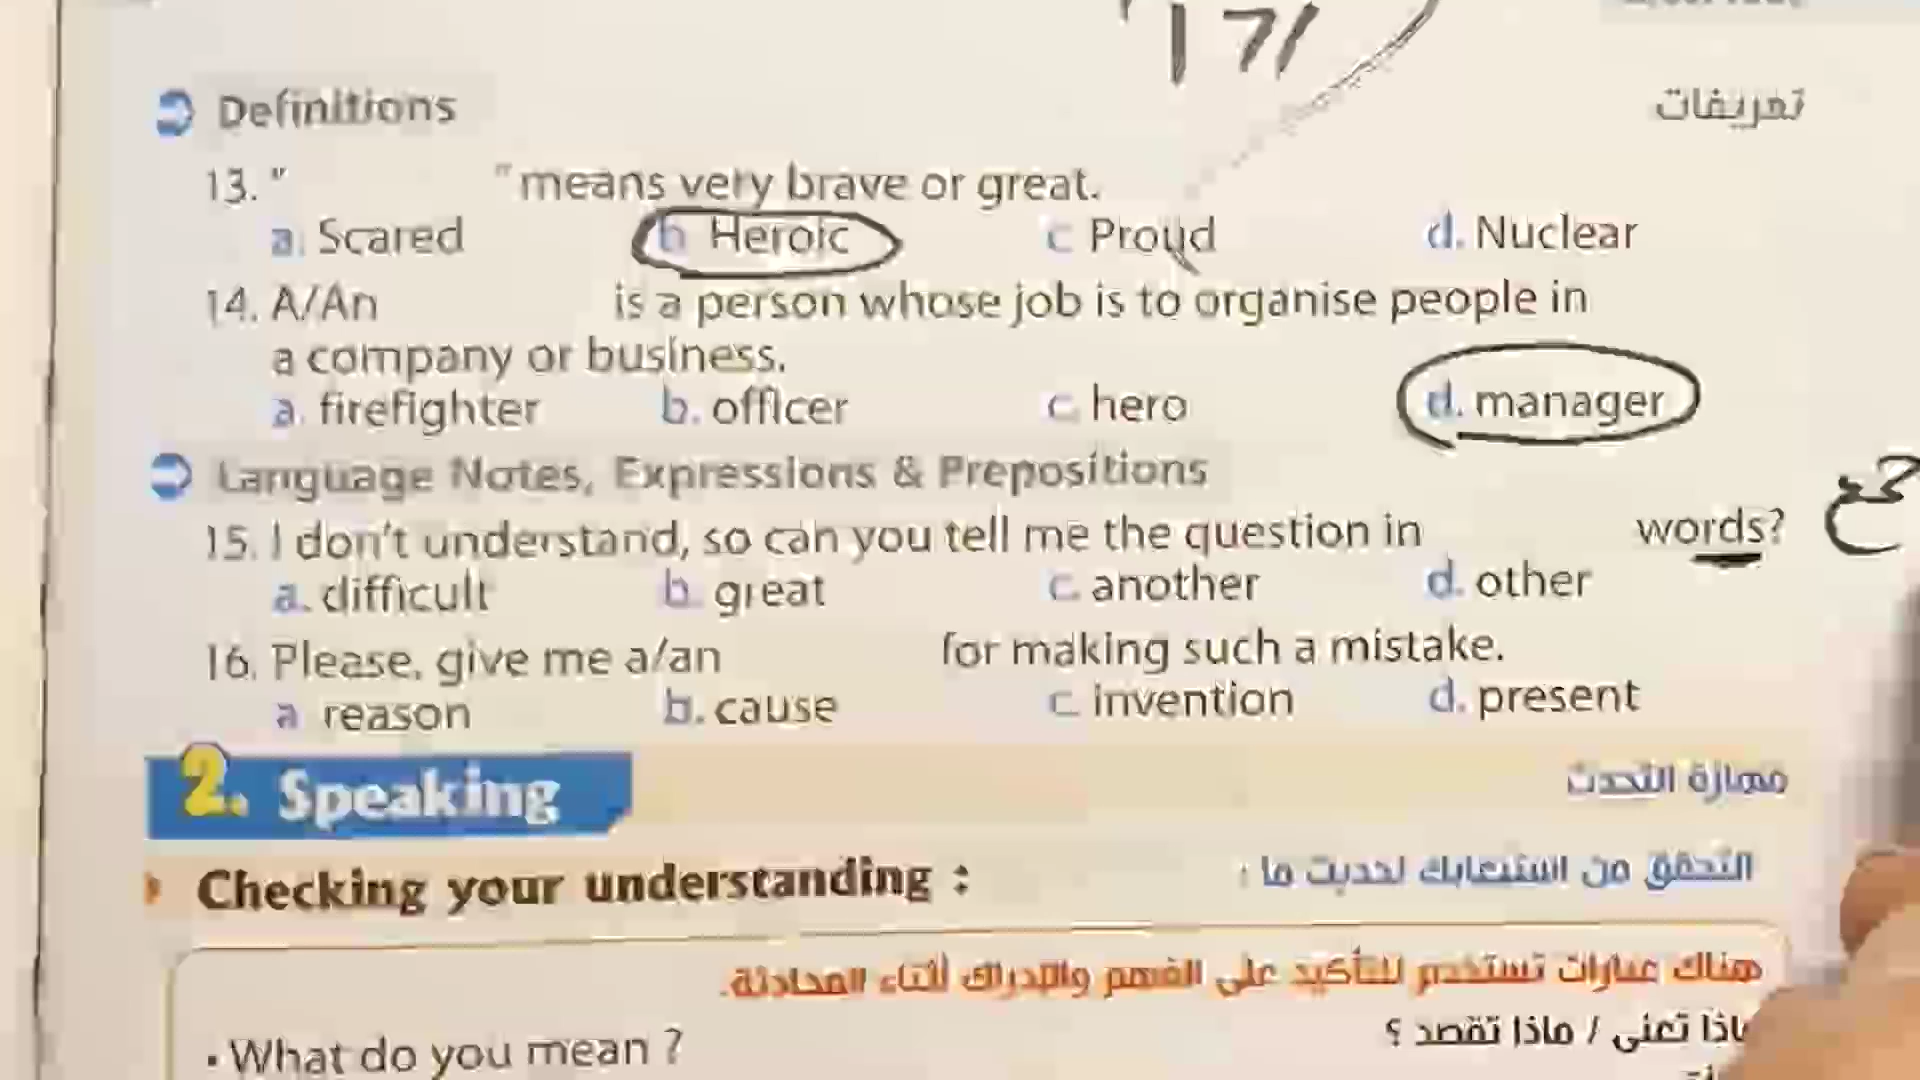 171
Definitions تعريفات
13. " " means very brave or great.
a. Scared b Heroic c Proud d. Nuclear
14. A/An is a person whose job is to organise people in
a company or business.
a. firefighter b. officer c. hero d. manager
Language Notes, Expressions & Prepositions
15. I don't understand, so can you tell me the question in words?
a. difficult b. great c. another d. other
16. Please, give me a/an for making such a mistake.
a reason b. cause c invention d. present
2. Speaking مهارة التحدث
Checking your understanding : التحقق من استيعابك لحديث ما :
هناك عبارات تستخدم للتأكيد على الفهم والإدراك أثناء المحادثة.
• What do you mean ? ماذا تعنى / ماذا تقصد ؟